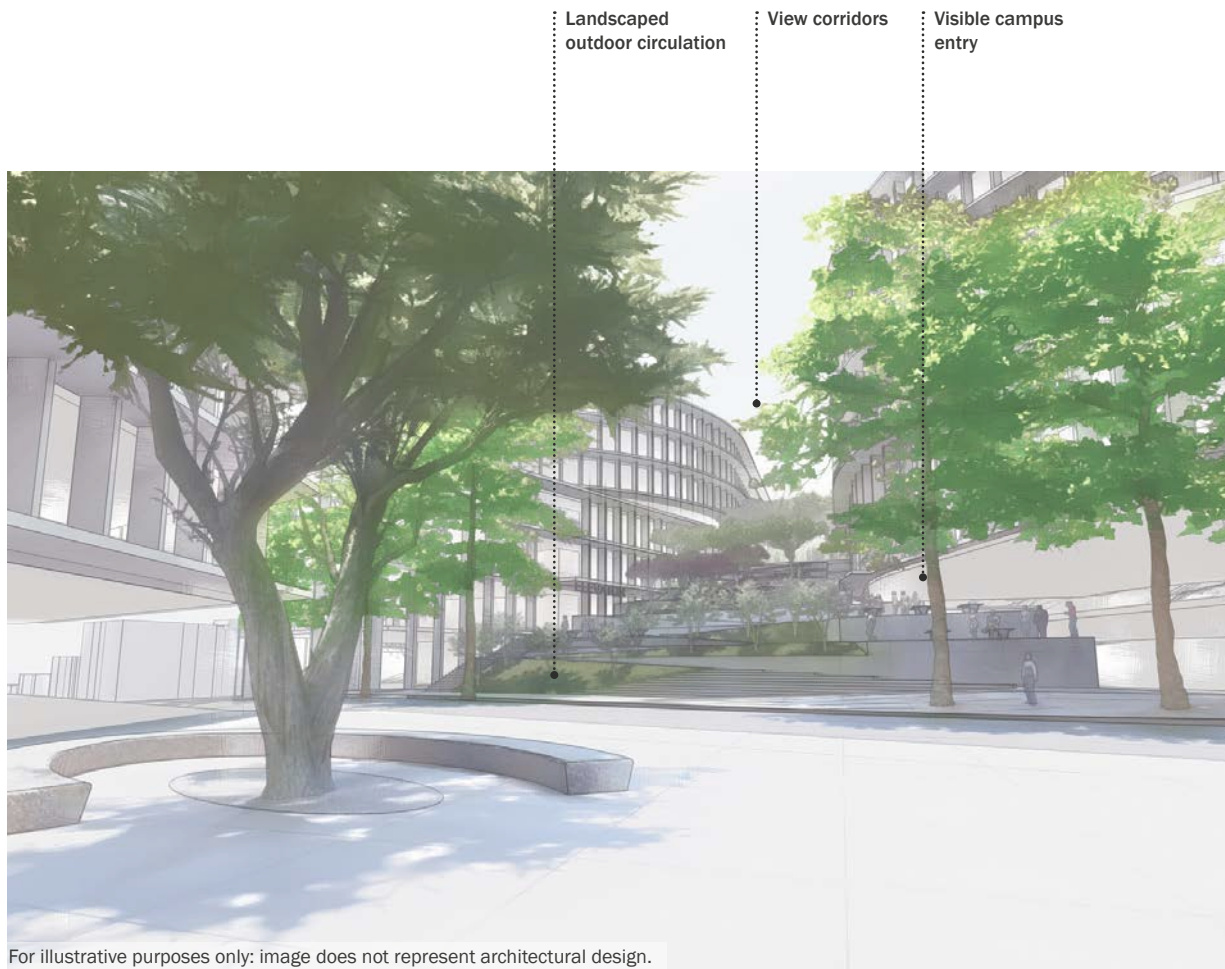 Landscaped
outdoor circulation
View corridors
Visible campus
entry
For illustrative purposes only: image does not represent architectural design.